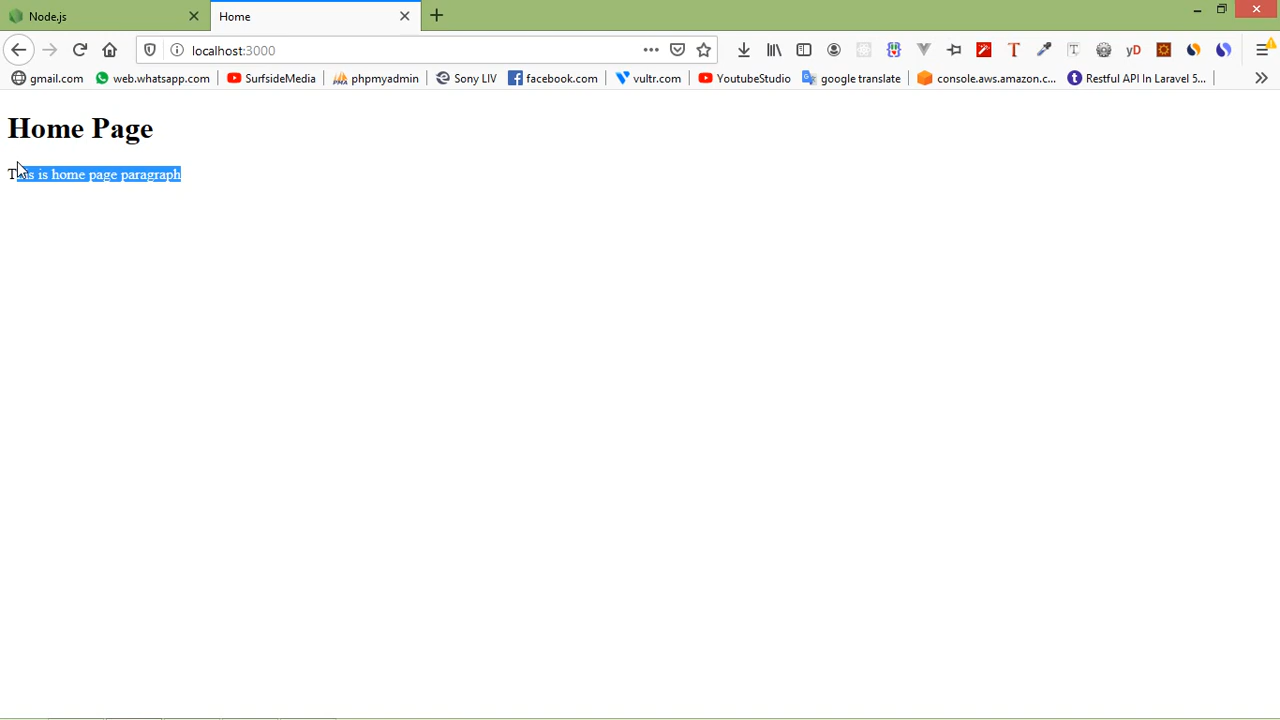 Node.js
Home
localhost:3000
gmail.com web.whatsapp.com SurfsideMedia phpmyadmin Sony LIV facebook.com vultr.com YoutubeStudio google translate console.aws.amazon.c... Restful API In Laravel 5...
Home Page
This is home page paragraph